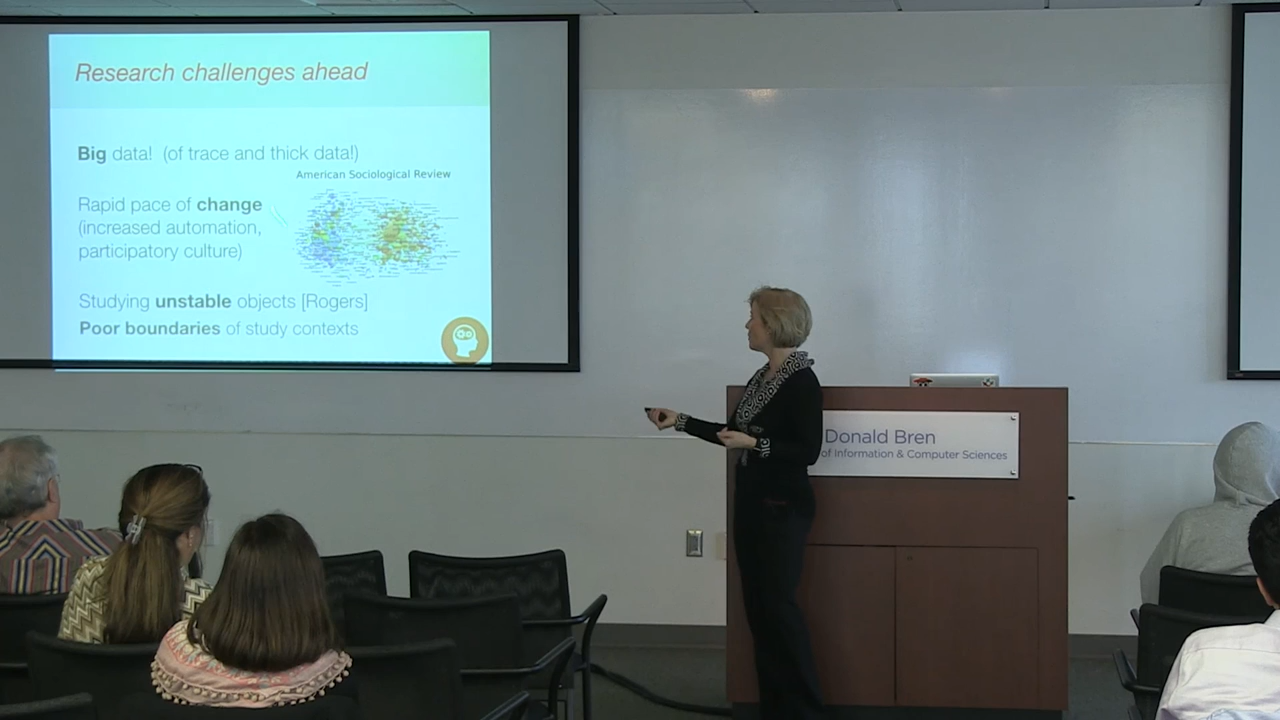 Research challenges ahead
Big data! (of trace and thick data!)
American Sociological Review
Rapid pace of change
(increased automation,
participatory culture)
Studying unstable objects [Rogers]
Poor boundaries of study contexts
Donald Bren
of Information & Computer Sciences